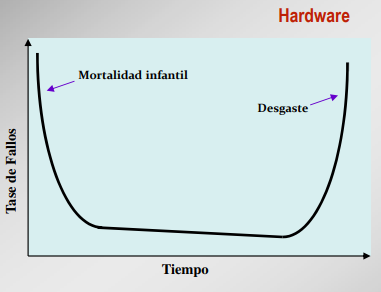 Hardware
Mortalidad infantil
Desgaste
Tase de Fallos
Tiempo